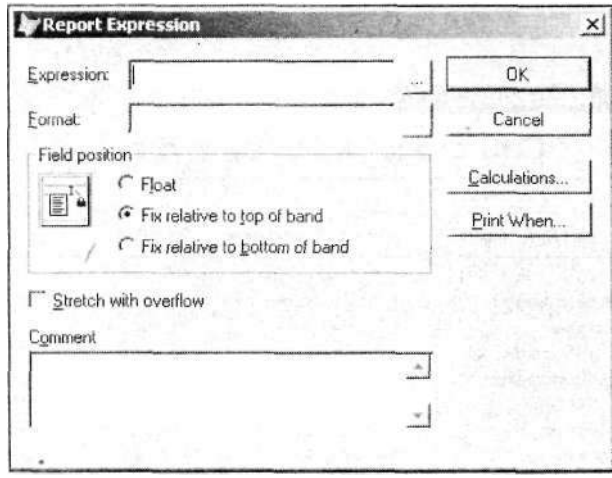 Report Expression
Expression:
...
OK
Format:
Cancel
Field position
Float
Fix relative to top of band
Fix relative to bottom of band
Calculations...
Print When...
Stretch with overflow
Comment